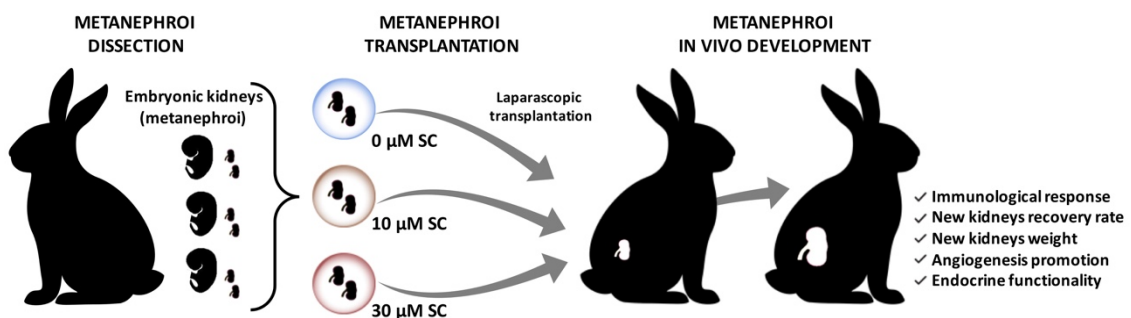 METANEPHROI
DISSECTION
Embryonic kidneys
(metanephroi)
METANEPHROI
TRANSPLANTATION
0 µM SC
10 µM SC
30 µM SC
Laparascopic
transplantation
METANEPHROI
IN VIVO DEVELOPMENT
✓ Immunological response
✓ New kidneys recovery rate
✓ New kidneys weight
✓ Angiogenesis promotion
✓ Endocrine functionality